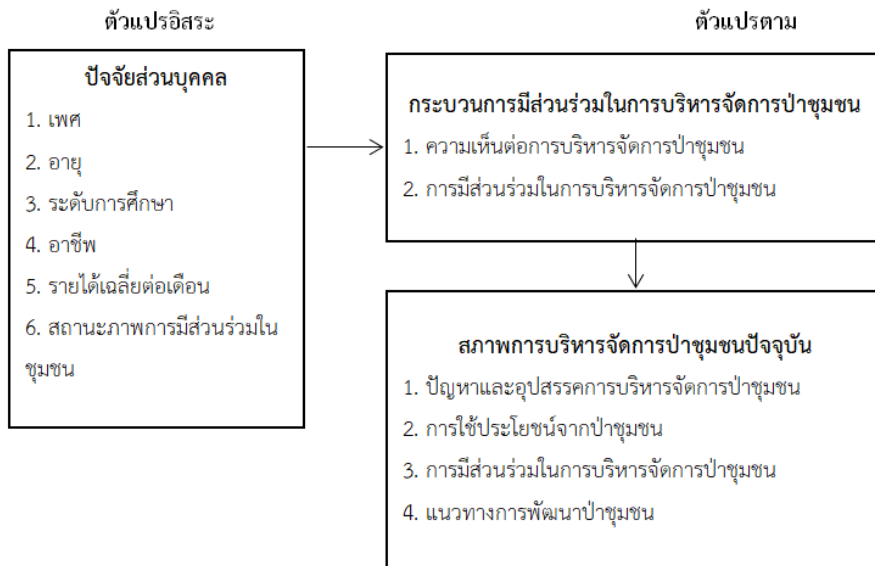 ตัวแปรอิสระ
ตัวแปรตาม
ปัจจัยส่วนบุคคล
1. เพศ
2. อายุ
3. ระดับการศึกษา
4. อาชีพ
5. รายได้เฉลี่ยต่อเดือน
6. สถานะภาพการมีส่วนร่วมใน
ชุมชน
กระบวนการมีส่วนร่วมในการบริหารจัดการป่าชุมชน
1. ความเห็นต่อการบริหารจัดการป่าชุมชน
2. การมีส่วนร่วมในการบริหารจัดการป่าชุมชน
สภาพการบริหารจัดการป่าชุมชนปัจจุบัน
1. ปัญหาและอุปสรรคการบริหารจัดการป่าชุมชน
2. การใช้ประโยชน์จากป่าชุมชน
3. การมีส่วนร่วมในการบริหารจัดการป่าชุมชน
4. แนวทางการพัฒนาป่าชุมชน